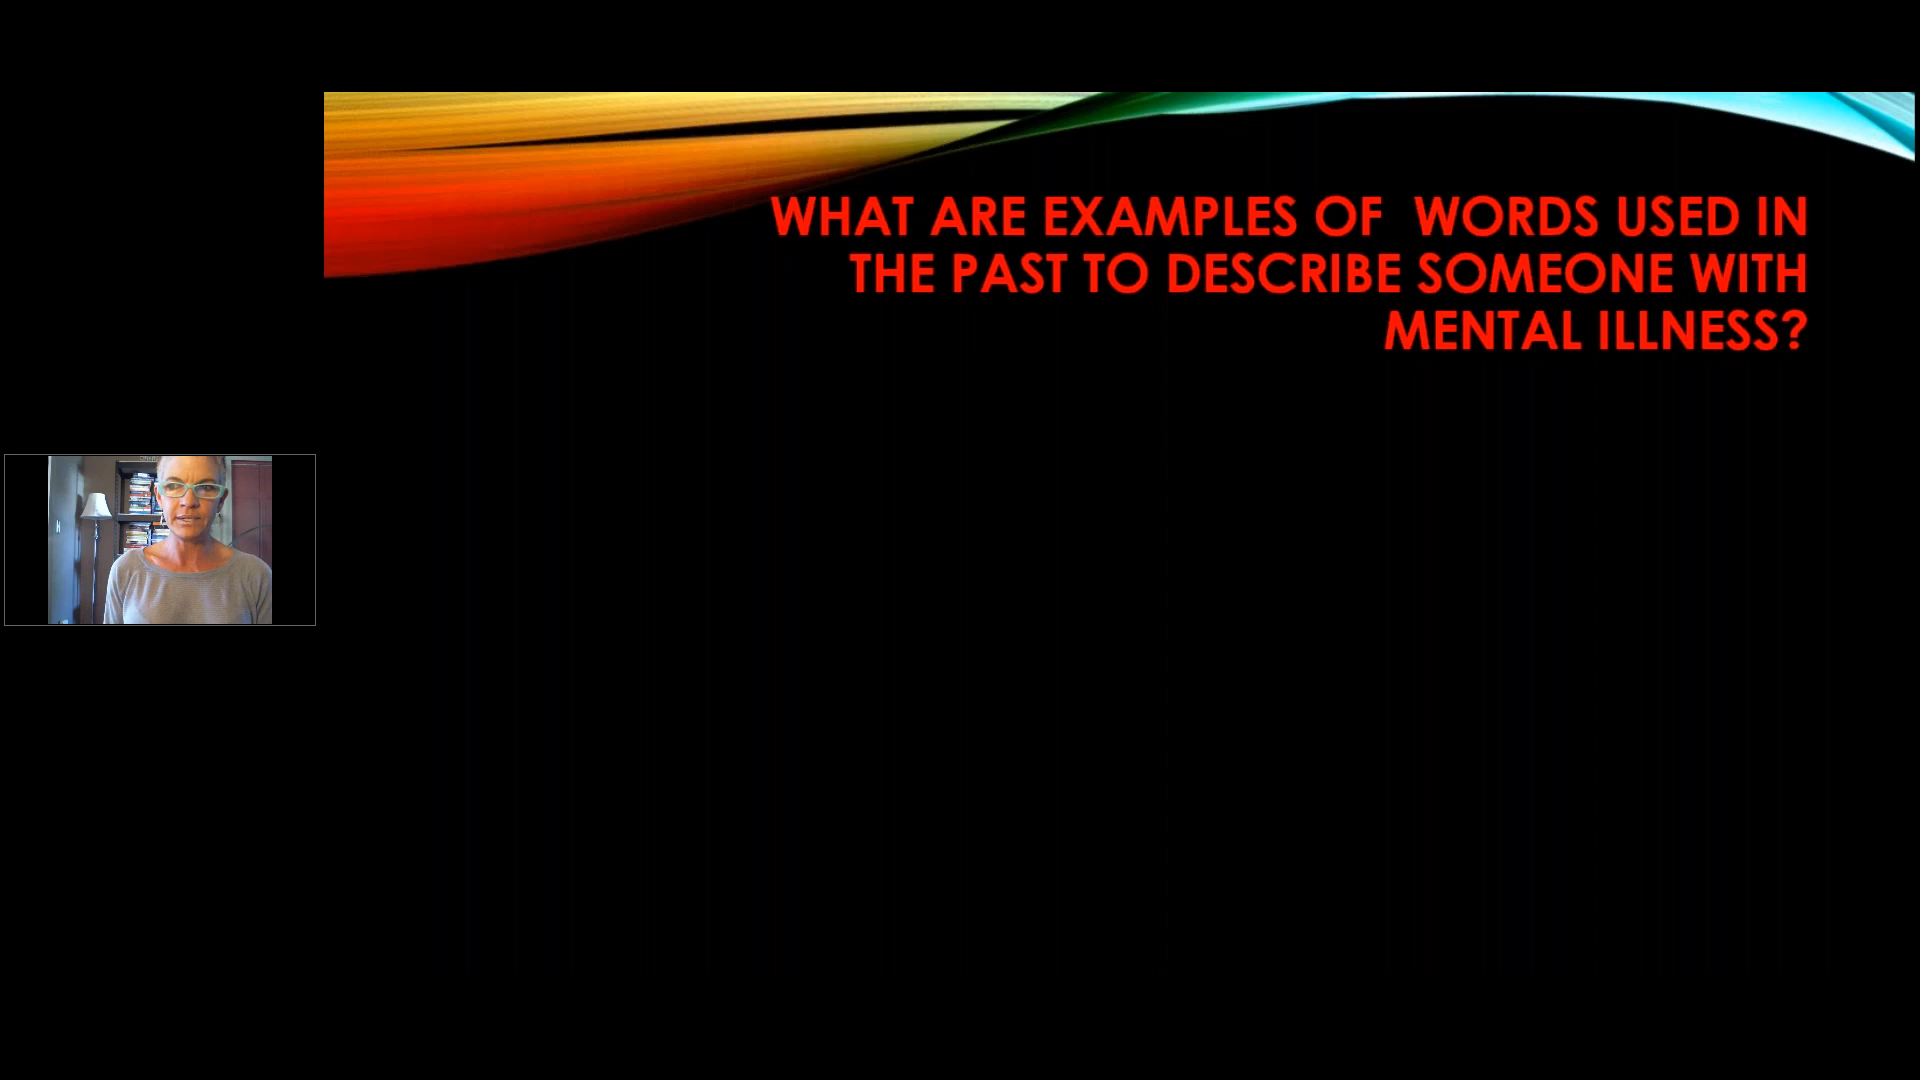 WHAT ARE EXAMPLES OF  WORDS USED IN
THE PAST TO DESCRIBE SOMEONE WITH
MENTAL ILLNESS?